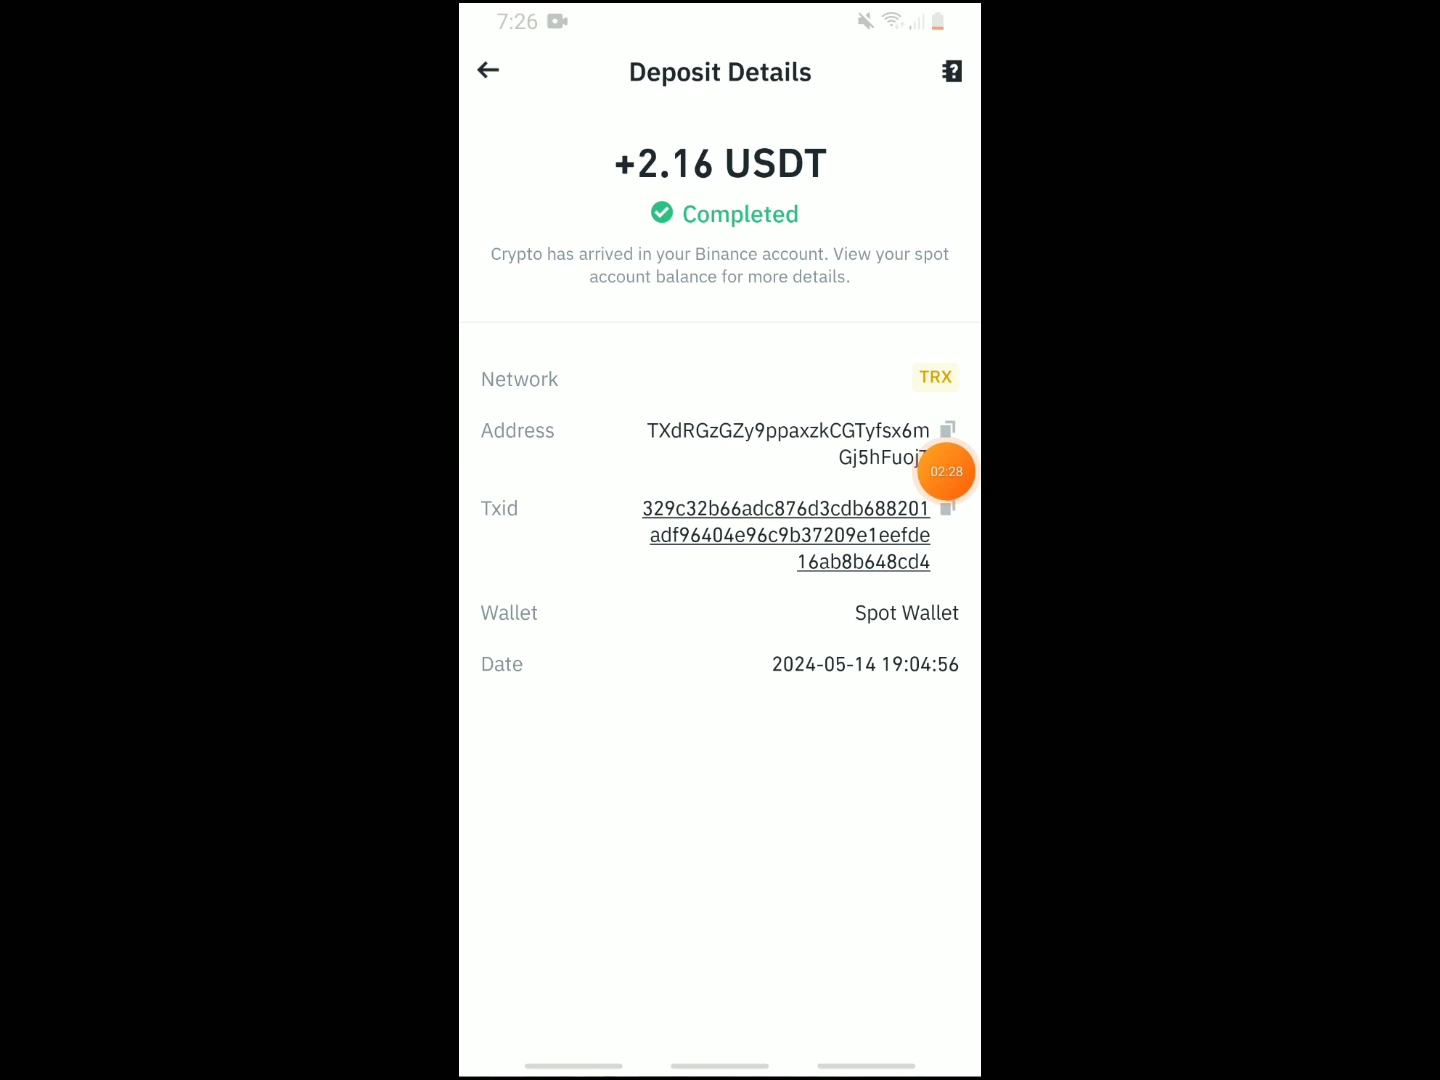 7:26
Deposit Details
+2.16 USDT
Completed
Crypto has arrived in your Binance account. View your spot
account balance for more details.
Network
TRX
Address
TXdRGzGZy9ppaxzkCGTyfsx6m
Gj5hFuoj
02:28
Txid
329c32b66adc876d3cdb688201
adf96404e96c9b37209e1eefde
16ab8b648cd4
Wallet
Spot Wallet
Date
2024-05-14 19:04:56